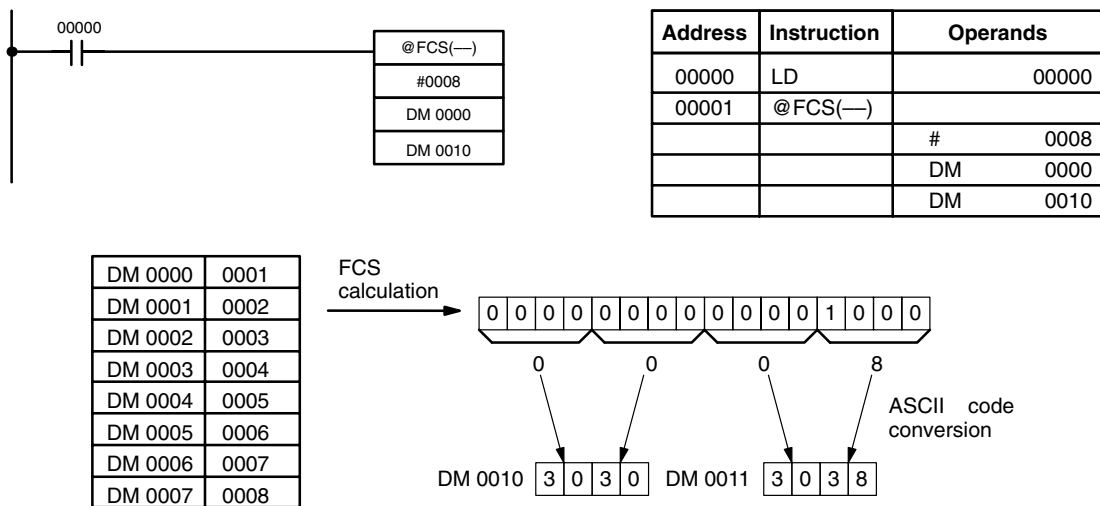 00000
@FCS(––)
#0008
DM 0000
DM 0010
Address Instruction Operands
00000 LD 00000
00001 @FCS(––)
# 0008
DM 0000
DM 0010
DM 0000 0001
DM 0001 0002
DM 0002 0003
DM 0003 0004
DM 0004 0005
DM 0005 0006
DM 0006 0007
DM 0007 0008
FCS
calculation
0 0 0 0 0 0 0 0 0 0 0 0 1 0 0 0
0 0 0 8
ASCII code
conversion
DM 0010 3 0 3 0 DM 0011 3 0 3 8